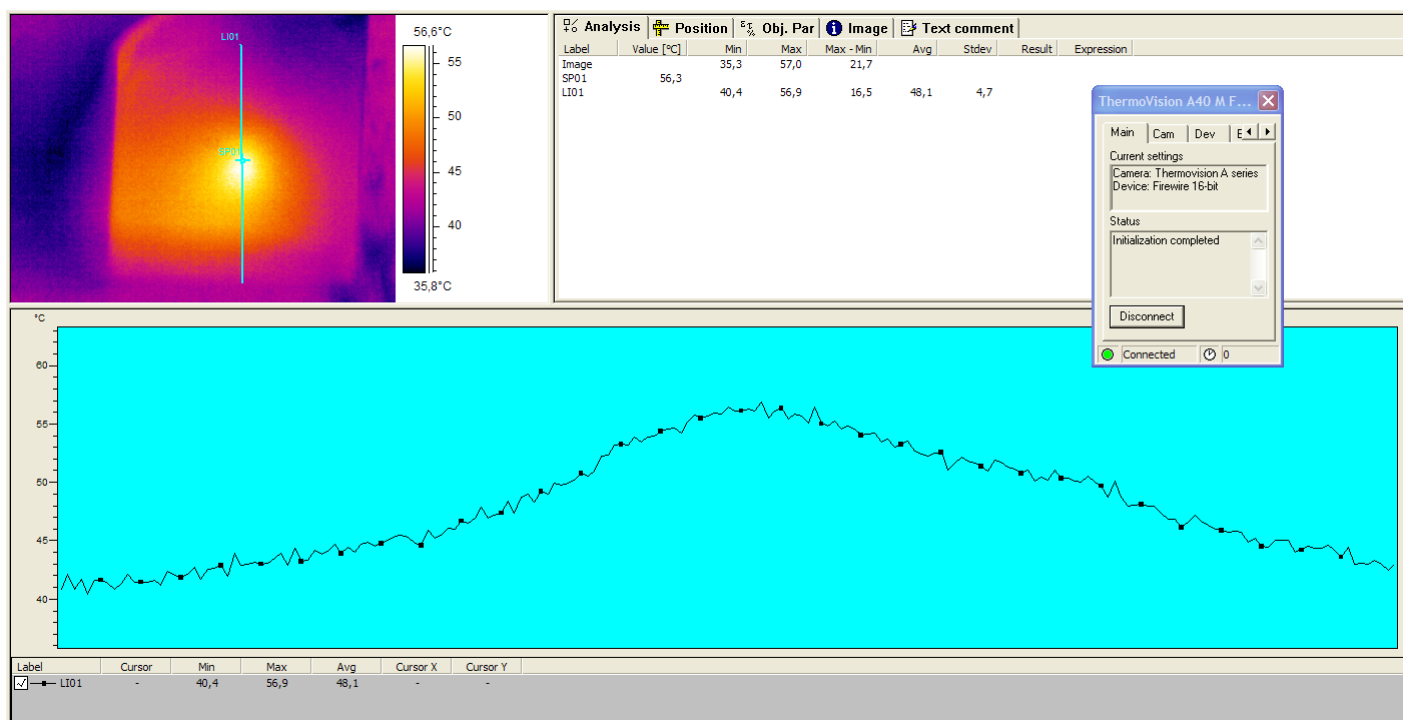 56,6°C
LI01
SP01
55
50
45
40
35,8°C
Analysis Position Obj. Par Image Text comment
Label Value [°C] Min Max Max - Min Avg Stdev Result Expression
Image 35,3 57,0 21,7
SP01 56,3
LI01 40,4 56,9 16,5 48,1 4,7
ThermoVision A40 M F...
Main Cam Dev
Current settings
Camera: Thermovision A series
Device: Firewire 16-bit
Status
Initialization completed
Disconnect
Connected 0
°C
60
55
50
45
40
Label Cursor Min Max Avg Cursor X Cursor Y
LI01 - 40,4 56,9 48,1 - -